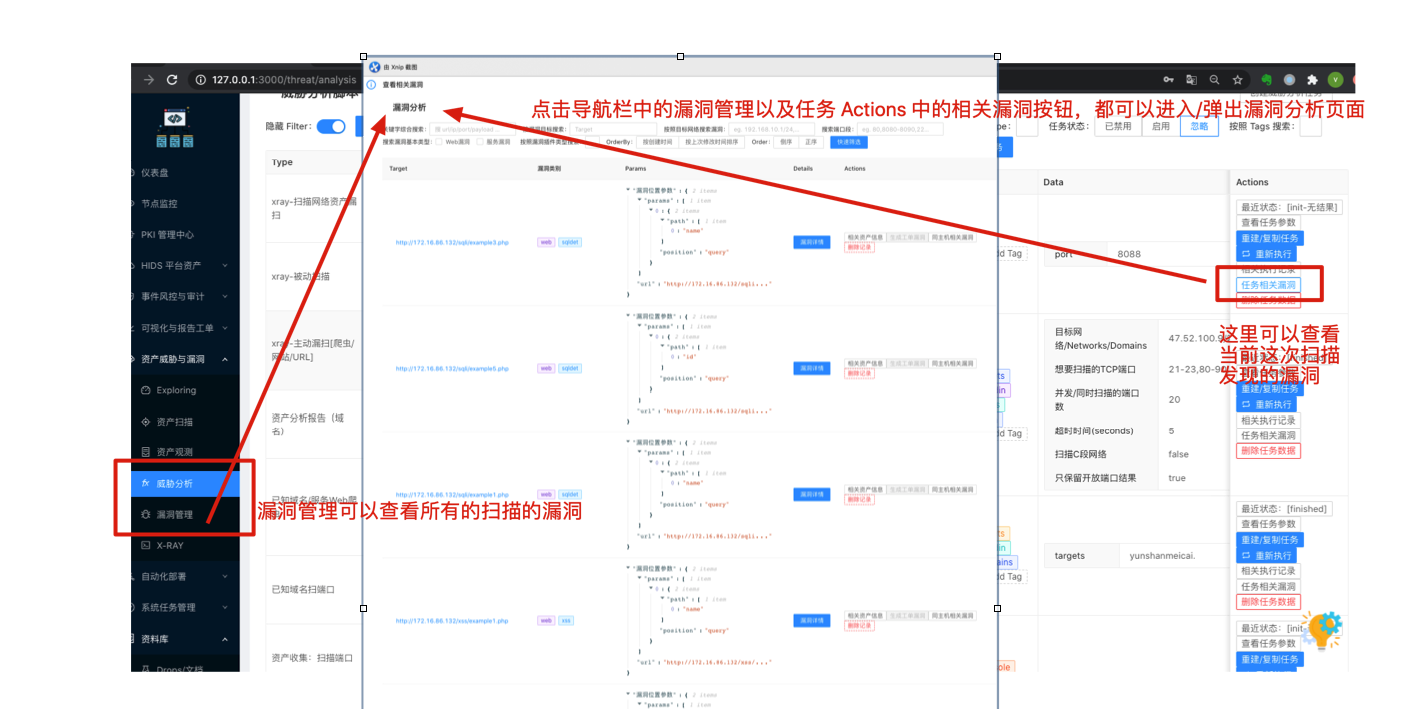 由 Xnip 截图
127.0.0.1:3000/threat/analysis
查看相关漏洞
漏洞分析
点击导航栏中的漏洞管理以及任务 Actions 中的相关漏洞按钮，都可以进入/弹出漏洞分析页面
隐藏 Filter:
关键字综合搜索:
按照目标网络搜索漏洞:
eg. 192.168.10.1/24...
搜索端口段:
eg. 80,8080-8090,22...
任务状态:
已禁用
启用
忽略
按照 Tags 搜索:
搜索漏洞基本类型:
Web漏洞
服务漏洞
OrderBy:
按创建时间
按上次修改时间排序
Order:
倒序
正序
快速筛选
Type
Target
漏洞类别
Params
Details
Actions
Data
Actions
仪表盘
节点监控
PKI 管理中心
HIDS 平台资产
事件风控与审计
可视化与报告工单
资产威胁与漏洞
Exploring
资产扫描
资产观测
威胁分析
漏洞管理
X-RAY
自动化部署
系统任务管理
资料库
Drops/文档
xray-扫描网络资产漏
扫
xray-被动扫描
xray-主动漏扫[爬虫/
网站/URL]
资产分析报告（域
名）
已知域名/服务Web爬
已知域名扫端口
资产收集：扫描端口
漏洞管理可以查看所有的扫描的漏洞
"漏洞位置参数" : { 2 items
"params" : [ 1 item
0 : { 2 items
"path" : [ 1 item
0 : "name"
]
"position" : "query"
}
]
"url" : "http://172.16.86.132/sqli..."
}
http://172.16.86.132/sqli/example3.php
web
sqldet
漏洞详情
相关资产信息
生成工单漏洞
同主机相关漏洞
删除记录
"漏洞位置参数" : { 2 items
"params" : [ 1 item
0 : { 2 items
"path" : [ 1 item
0 : "id"
]
"position" : "query"
}
]
"url" : "http://172.16.86.132/sqli..."
}
http://172.16.86.132/sqli/example5.php
web
sqldet
漏洞详情
相关资产信息
生成工单漏洞
同主机相关漏洞
删除记录
"漏洞位置参数" : { 2 items
"params" : [ 1 item
0 : { 2 items
"path" : [ 1 item
0 : "name"
]
"position" : "query"
}
]
"url" : "http://172.16.86.132/sqli..."
}
http://172.16.86.132/sqli/example1.php
web
sqldet
漏洞详情
相关资产信息
生成工单漏洞
同主机相关漏洞
删除记录
"漏洞位置参数" : { 2 items
"params" : [ 1 item
0 : { 2 items
"path" : [ 1 item
0 : "name"
]
"position" : "query"
}
]
"url" : "http://172.16.86.132/xss/..."
}
http://172.16.86.132/xss/example1.php
web
xss
漏洞详情
相关资产信息
生成工单漏洞
同主机相关漏洞
删除记录
"漏洞位置参数" : { 2 items
"params" : [ 1 item
port
8088
目标网
络/Networks/Domains
47.52.100.
想要扫描的TCP端口
21-23,80-
并发/同时扫描的端口
数
20
超时时间(seconds)
5
扫描C段网络
false
只保留开放端口结果
true
targets
yunshanmeicai.
最近状态: [init-无结果]
查看任务参数
重建/复制任务
重新执行
相关执行记录
任务相关漏洞
删除任务数据
这里可以查看
当前这次扫描
发现的漏洞
重建/复制任务
重新执行
相关执行记录
任务相关漏洞
删除任务数据
最近状态: [finished]
查看任务参数
重建/复制任务
重新执行
相关执行记录
任务相关漏洞
删除任务数据
最近状态: [init-
查看任务参数
重建/复制任务